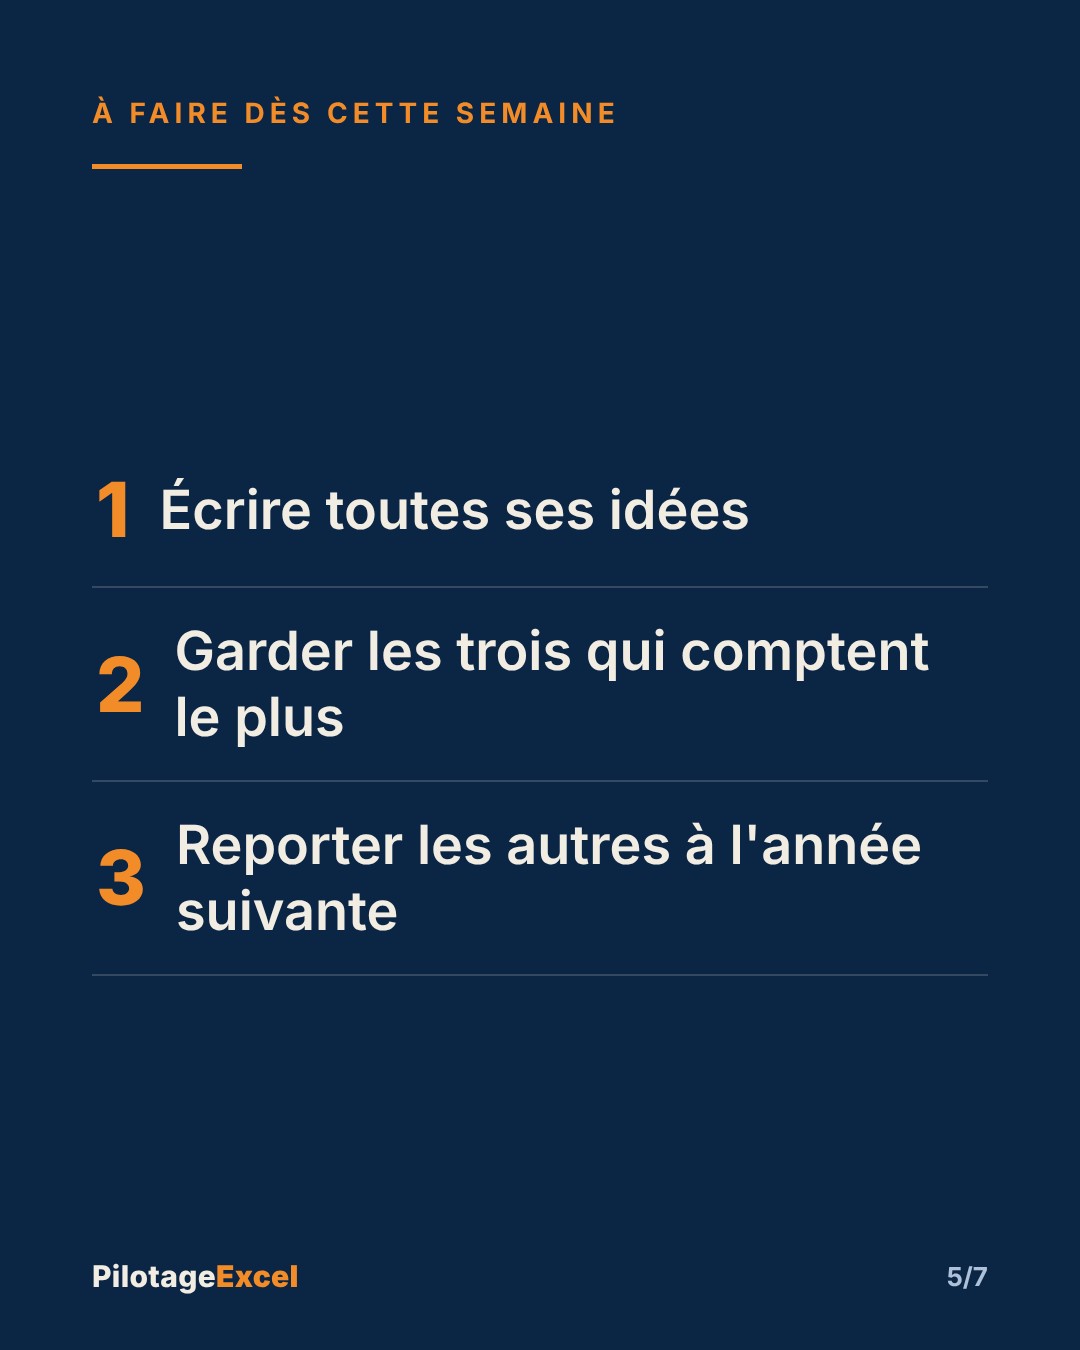 À FAIRE DÈS CETTE SEMAINE
1 Écrire toutes ses idées
2 Garder les trois qui comptent
le plus
3 Reporter les autres à l'année
suivante
PilotageExcel 5/7